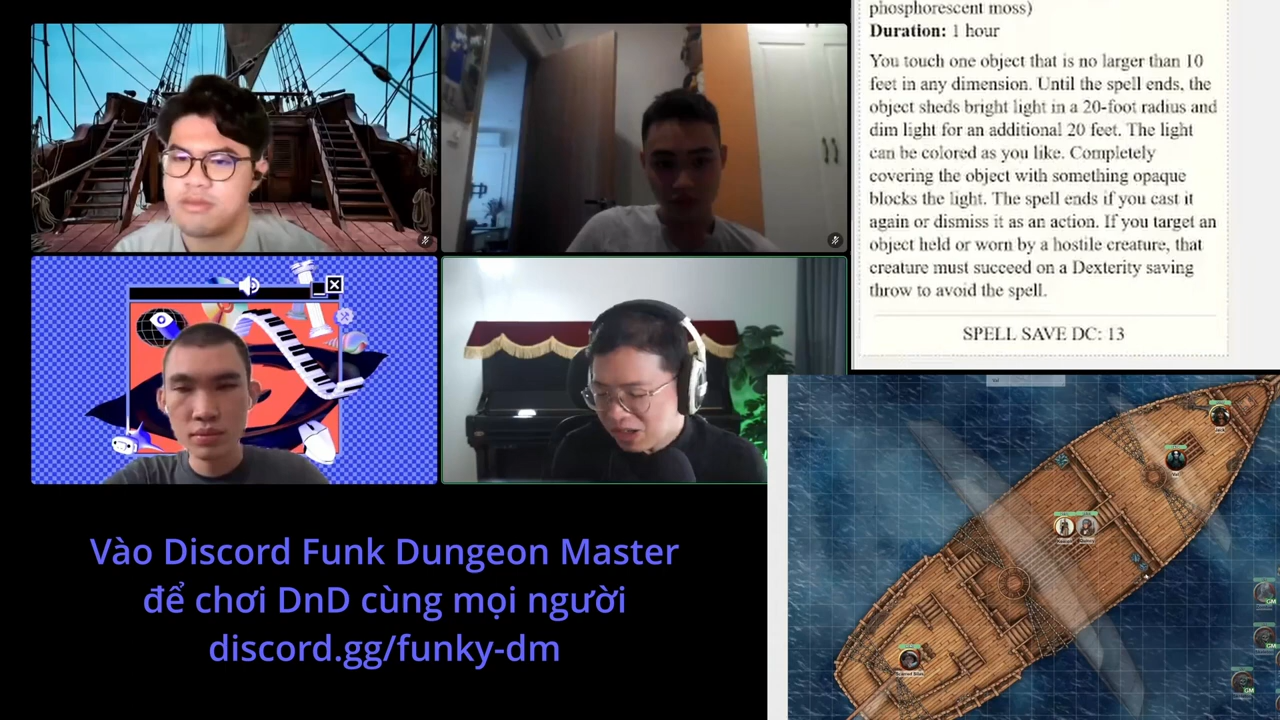 phosphorescent moss)
Duration: 1 hour
You touch one object that is no larger than 10
feet in any dimension. Until the spell ends, the
object sheds bright light in a 20-foot radius and
dim light for an additional 20 feet. The light
can be colored as you like. Completely
covering the object with something opaque
blocks the light. The spell ends if you cast it
again or dismiss it as an action. If you target an
object held or worn by a hostile creature, that
creature must succeed on a Dexterity saving
throw to avoid the spell.
SPELL SAVE DC: 13
Vào Discord Funk Dungeon Master
để chơi DnD cùng mọi người
discord.gg/funky-dm
GM
GM
GM